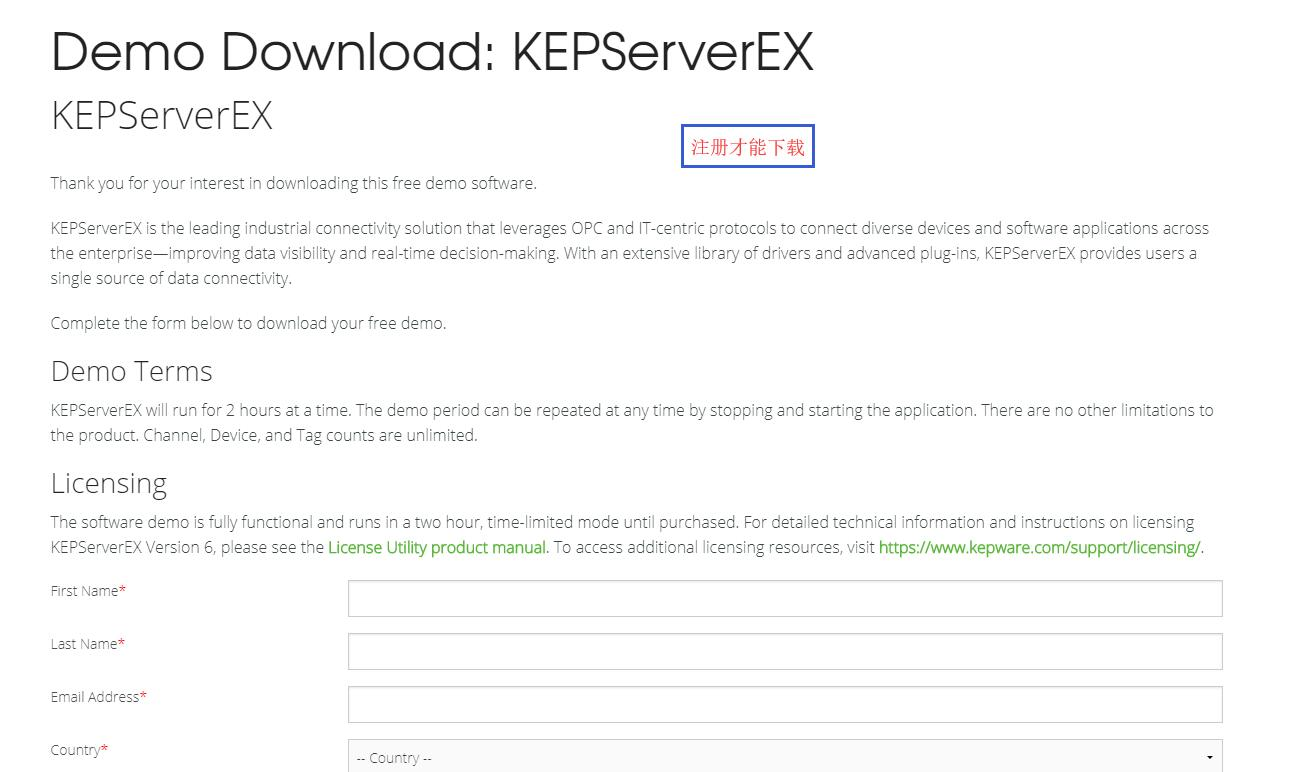 Demo Download: KEPServerEX
KEPServerEX
注册才能下载
Thank you for your interest in downloading this free demo software.
KEPServerEX is the leading industrial connectivity solution that leverages OPC and IT-centric protocols to connect diverse devices and software applications across
the enterprise—improving data visibility and real-time decision-making. With an extensive library of drivers and advanced plug-ins, KEPServerEX provides users a
single source of data connectivity.
Complete the form below to download your free demo.
Demo Terms
KEPServerEX will run for 2 hours at a time. The demo period can be repeated at any time by stopping and starting the application. There are no other limitations to
the product. Channel, Device, and Tag counts are unlimited.
Licensing
The software demo is fully functional and runs in a two hour, time-limited mode until purchased. For detailed technical information and instructions on licensing
KEPServerEX Version 6, please see the License Utility product manual. To access additional licensing resources, visit https://www.kepware.com/support/licensing/.
First Name*
Last Name*
Email Address*
Country*
-- Country --